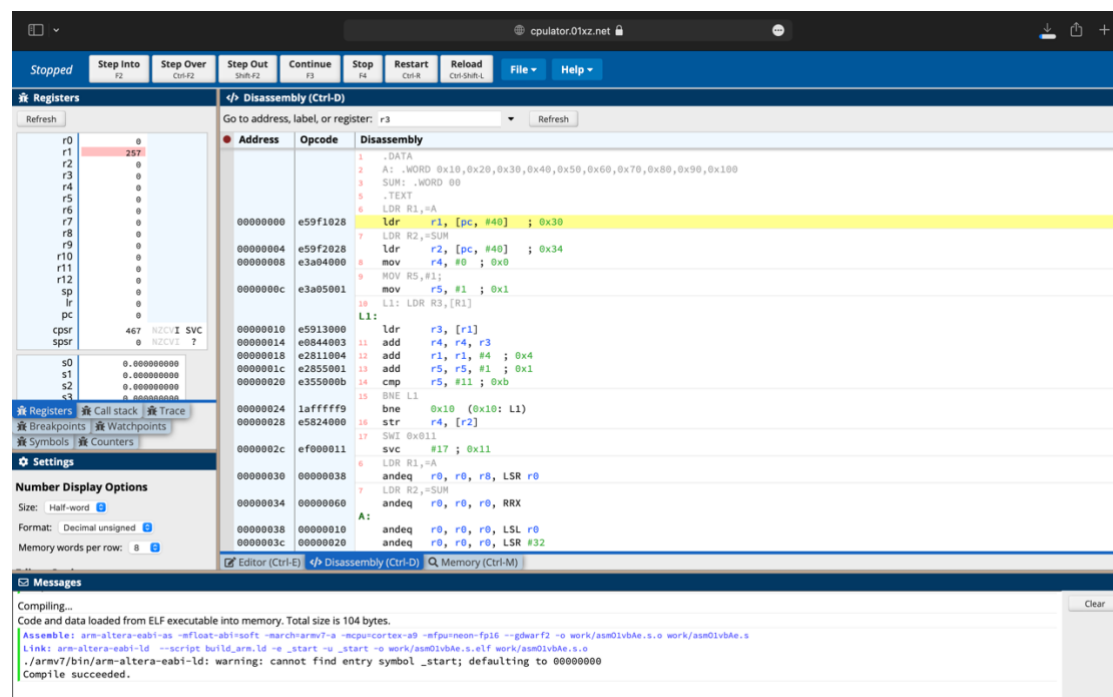 cpulator.01xz.net
Stopped
Step Into
F2
Step Over
Ctrl-F2
Step Out
Shift-F2
Continue
F3
Stop
F4
Restart
Ctrl-R
Reload
Ctrl-Shift-L
File
Help
Registers
Refresh
r0 0
r1 257
r2 0
r3 0
r4 0
r5 0
r6 0
r7 0
r8 0
r9 0
r10 0
r11 0
r12 0
sp 0
lr 0
pc 0
cpsr 467 NZCVI SVC
spsr 0 NZCVI ?
s0 0.000000000
s1 0.000000000
s2 0.000000000
s3 0.000000000
Registers Call stack Trace
Breakpoints Watchpoints
Symbols Counters
Settings
Number Display Options
Size: Half-word
Format: Decimal unsigned
Memory words per row: 8
</> Disassembly (Ctrl-D)
Go to address, label, or register: r3 Refresh
Address Opcode Disassembly
1 .DATA
2 A: .WORD 0x10,0x20,0x30,0x40,0x50,0x60,0x70,0x80,0x90,0x100
3 SUM: .WORD 00
5 .TEXT
6 LDR R1,=A
00000000 e59f1028 ldr r1, [pc, #40] ; 0x30
7 LDR R2,=SUM
00000004 e59f2028 ldr r2, [pc, #40] ; 0x34
00000008 e3a04000 8 mov r4, #0 ; 0x0
9 MOV R5,#1;
0000000c e3a05001 mov r5, #1 ; 0x1
10 L1: LDR R3,[R1]
L1:
00000010 e5913000 ldr r3, [r1]
00000014 e0844003 11 add r4, r4, r3
00000018 e2811004 12 add r1, r1, #4 ; 0x4
0000001c e2855001 13 add r5, r5, #1 ; 0x1
00000020 e355000b 14 cmp r5, #11 ; 0xb
15 BNE L1
00000024 1afffff9 bne 0x10 (0x10: L1)
00000028 e5824000 16 str r4, [r2]
17 SWI 0x011
0000002c ef000011 svc #17 ; 0x11
6 LDR R1,=A
00000030 00000038 andeq r0, r0, r8, LSR r0
7 LDR R2,=SUM
00000034 00000060 andeq r0, r0, r0, RRX
A:
00000038 00000010 andeq r0, r0, r0, LSL r0
0000003c 00000020 andeq r0, r0, r0, LSR #32
Editor (Ctrl-E) </> Disassembly (Ctrl-D) Memory (Ctrl-M)
Messages
Clear
Compiling...
Code and data loaded from ELF executable into memory. Total size is 104 bytes.
Assemble: arm-altera-eabi-as -mfloat-abi=soft -march=armv7-a -mcpu=cortex-a9 -mfpu=neon-fp16 --gdwarf2 -o work/asmO1vbAe.s.o work/asmO1vbAe.s
Link: arm-altera-eabi-ld --script build_arm.ld -e _start -u _start -o work/asmO1vbAe.s.elf work/asmO1vbAe.s.o
./armv7/bin/arm-altera-eabi-ld: warning: cannot find entry symbol _start; defaulting to 00000000
Compile succeeded.